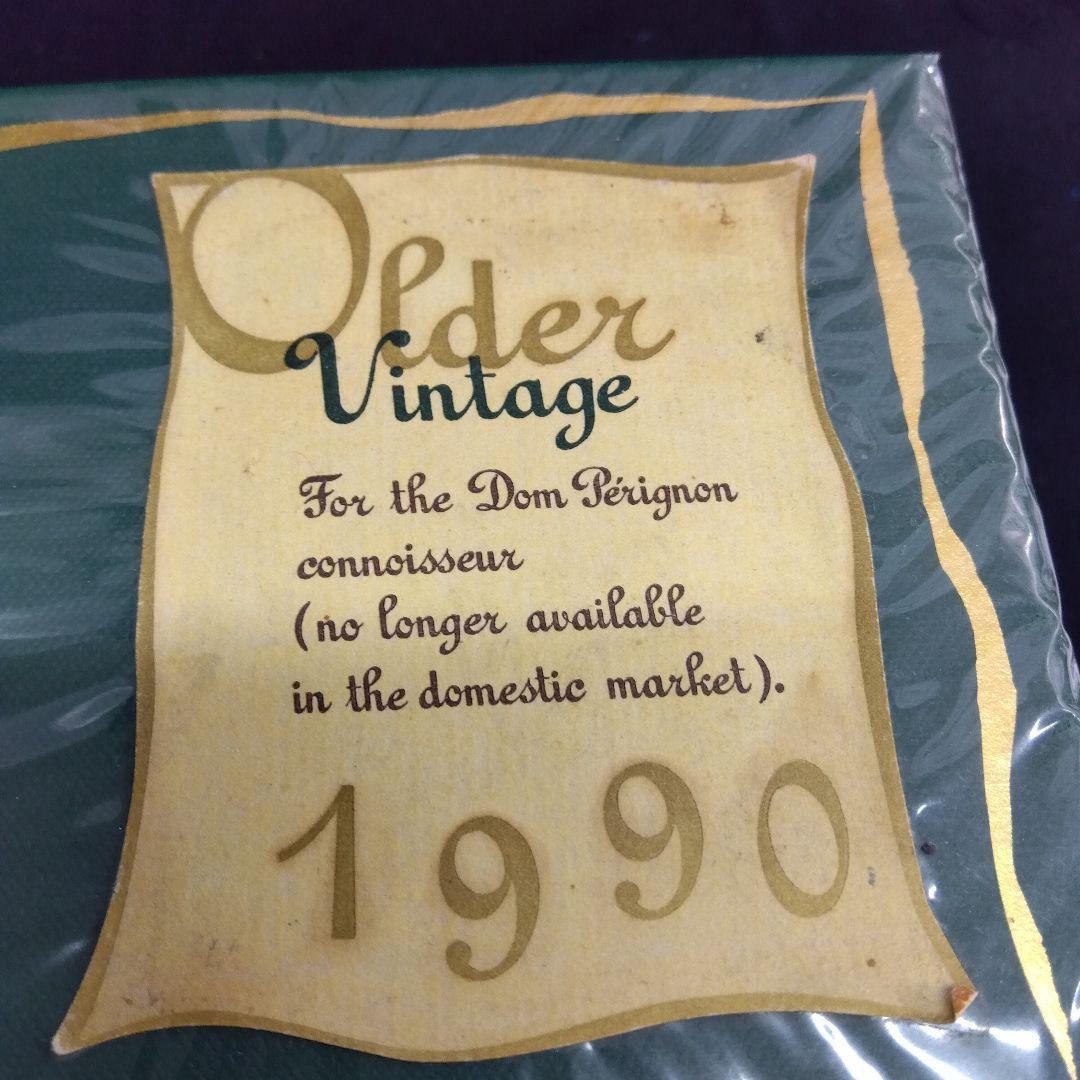 Older
Vintage
For the Dom Pérignon
connoisseur
(no longer available
in the domestic market).
1990